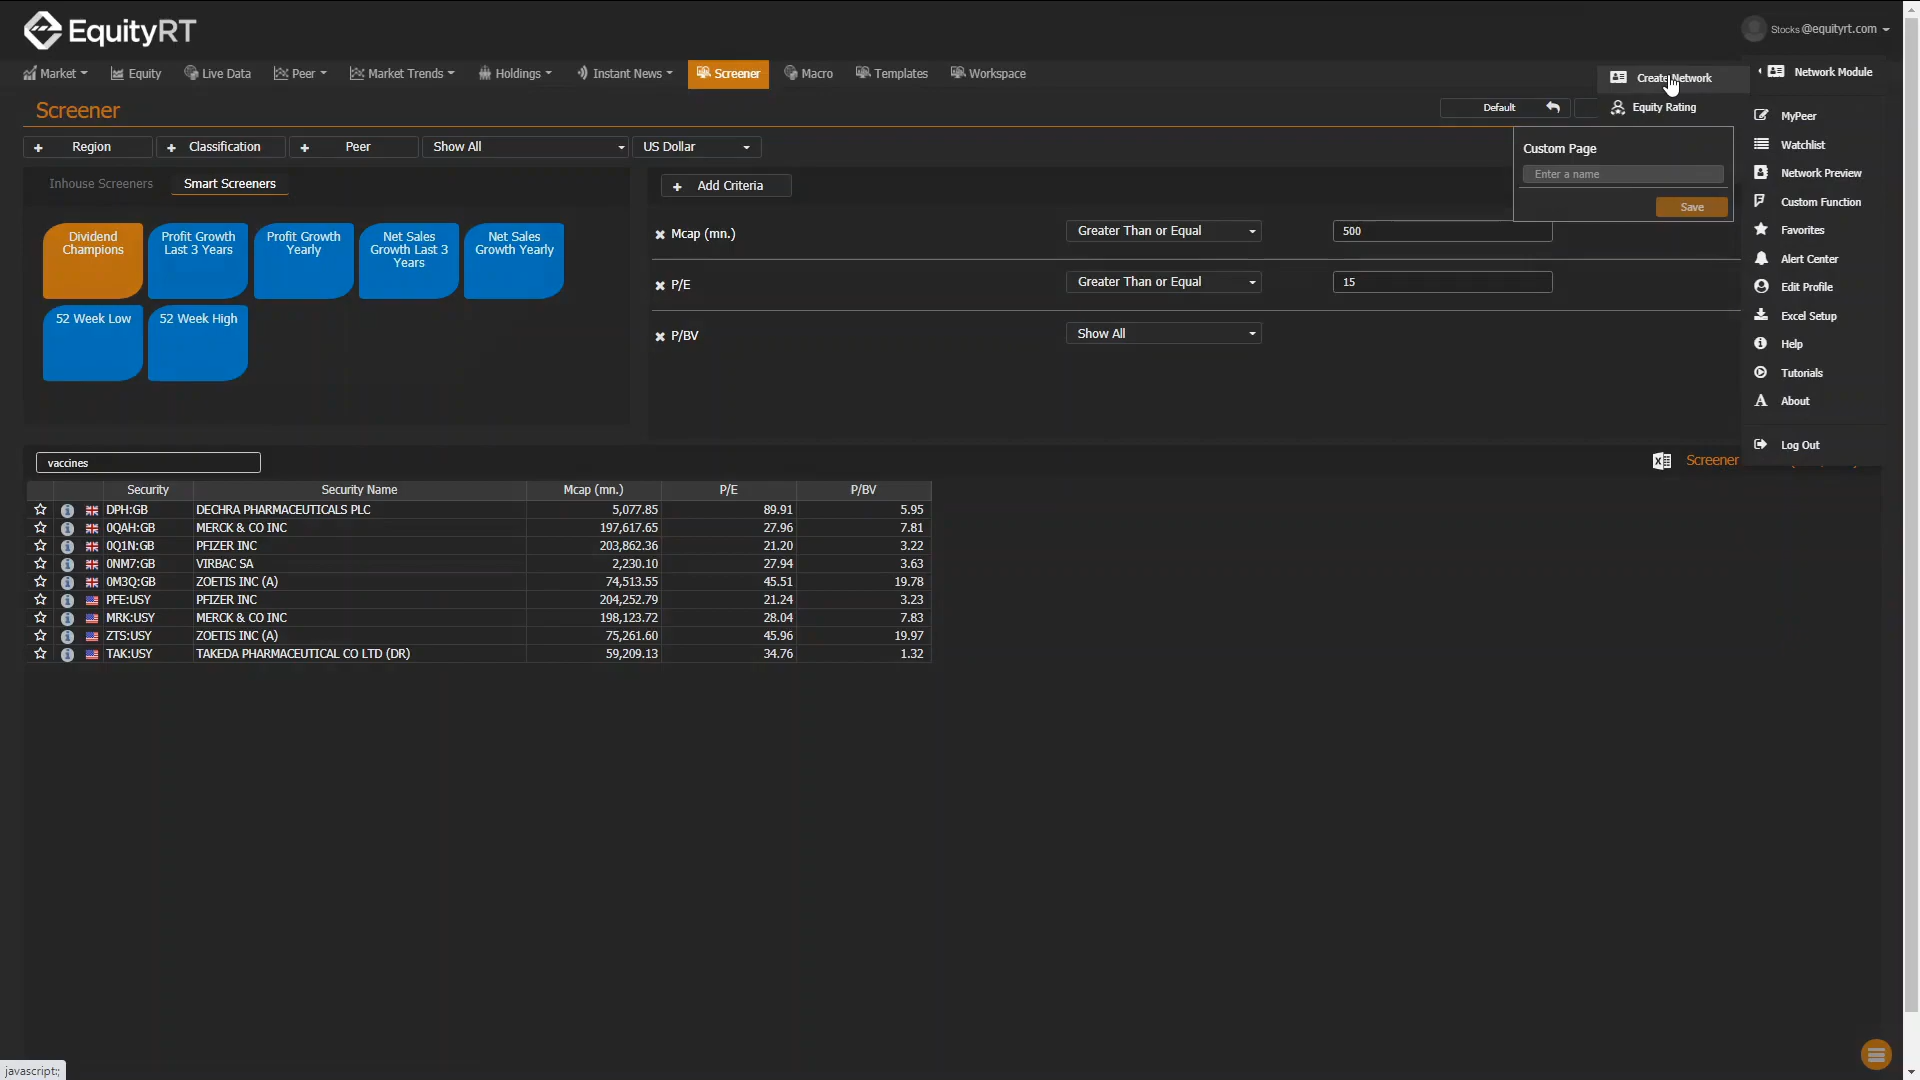 EquityRT
Stocks @equityrt.com
Market Equity Live Data Peer Market Trends Holdings Instant News Screener Macro Templates Workspace
Create Network
Network Module
Screener
Default
Equity Rating
MyPeer
+ Region + Classification + Peer Show All US Dollar
Custom Page
Watchlist
Enter a name
Network Preview
Inhouse Screeners Smart Screeners
+ Add Criteria
Save
Custom Function
Dividend Champions
Profit Growth Last 3 Years
Profit Growth Yearly
Net Sales Growth Last 3 Years
Net Sales Growth Yearly
Mcap (mn.) Greater Than or Equal 500
Favorites
Alert Center
P/E Greater Than or Equal 15
Edit Profile
52 Week Low
52 Week High
Excel Setup
P/BV Show All
Help
Tutorials
About
Log Out
vaccines
Screener
Security Security Name Mcap (mn.) P/E P/BV
DPH:GB DECHRA PHARMACEUTICALS PLC 5,077.85 89.91 5.95
0QAH:GB MERCK & CO INC 197,617.65 27.96 7.81
0Q1N:GB PFIZER INC 203,862.36 21.20 3.22
0NM7:GB VIRBAC SA 2,230.10 27.94 3.63
0M3Q:GB ZOETIS INC (A) 74,513.55 45.51 19.78
PFE:USY PFIZER INC 204,252.79 21.24 3.23
MRK:USY MERCK & CO INC 198,123.72 28.04 7.83
ZTS:USY ZOETIS INC (A) 75,261.60 45.96 19.97
TAK:USY TAKEDA PHARMACEUTICAL CO LTD (DR) 59,209.13 34.76 1.32
javascript:;